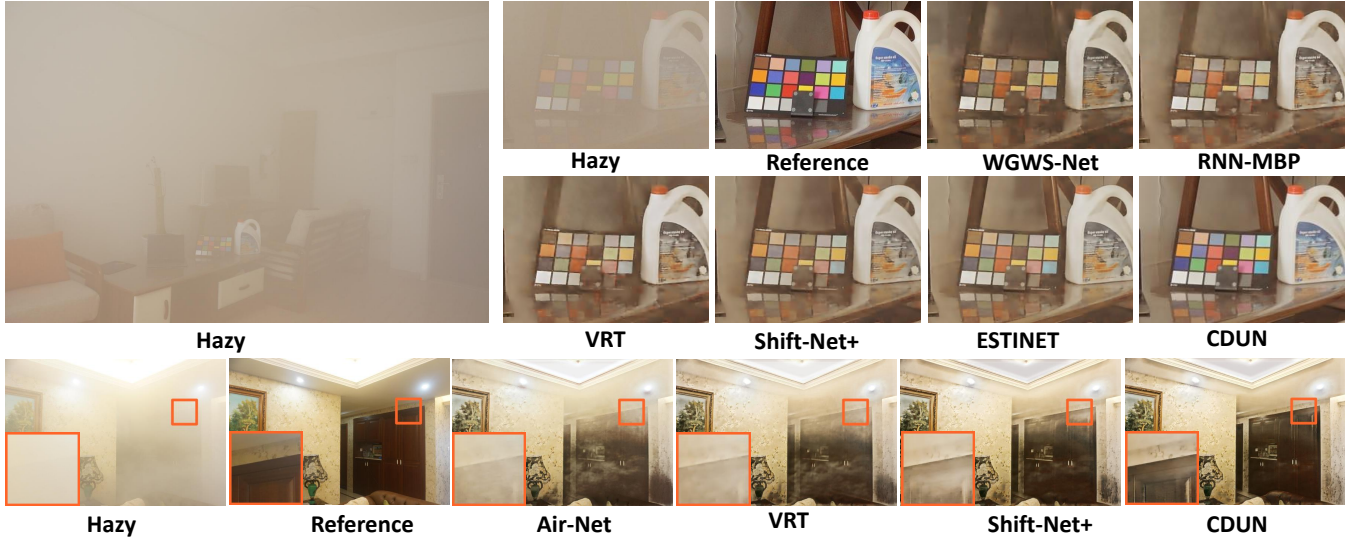 Hazy
Reference
WGWS-Net
RNN-MBP
Hazy
VRT
Shift-Net+
ESTINET
CDUN
Hazy
Reference
Air-Net
VRT
Shift-Net+
CDUN